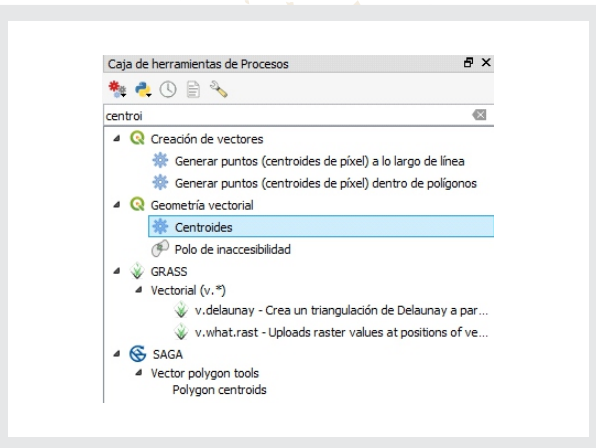 Caja de herramientas de Procesos
centroi
Creación de vectores
Generar puntos (centroides de píxel) a lo largo de línea
Generar puntos (centroides de píxel) dentro de polígonos
Geometría vectorial
Centroides
Polo de inaccesibilidad
GRASS
Vectorial (v.*)
v.delaunay - Crea un triangulación de Delaunay a par...
v.what.rast - Uploads raster values at positions of ve...
SAGA
Vector polygon tools
Polygon centroids